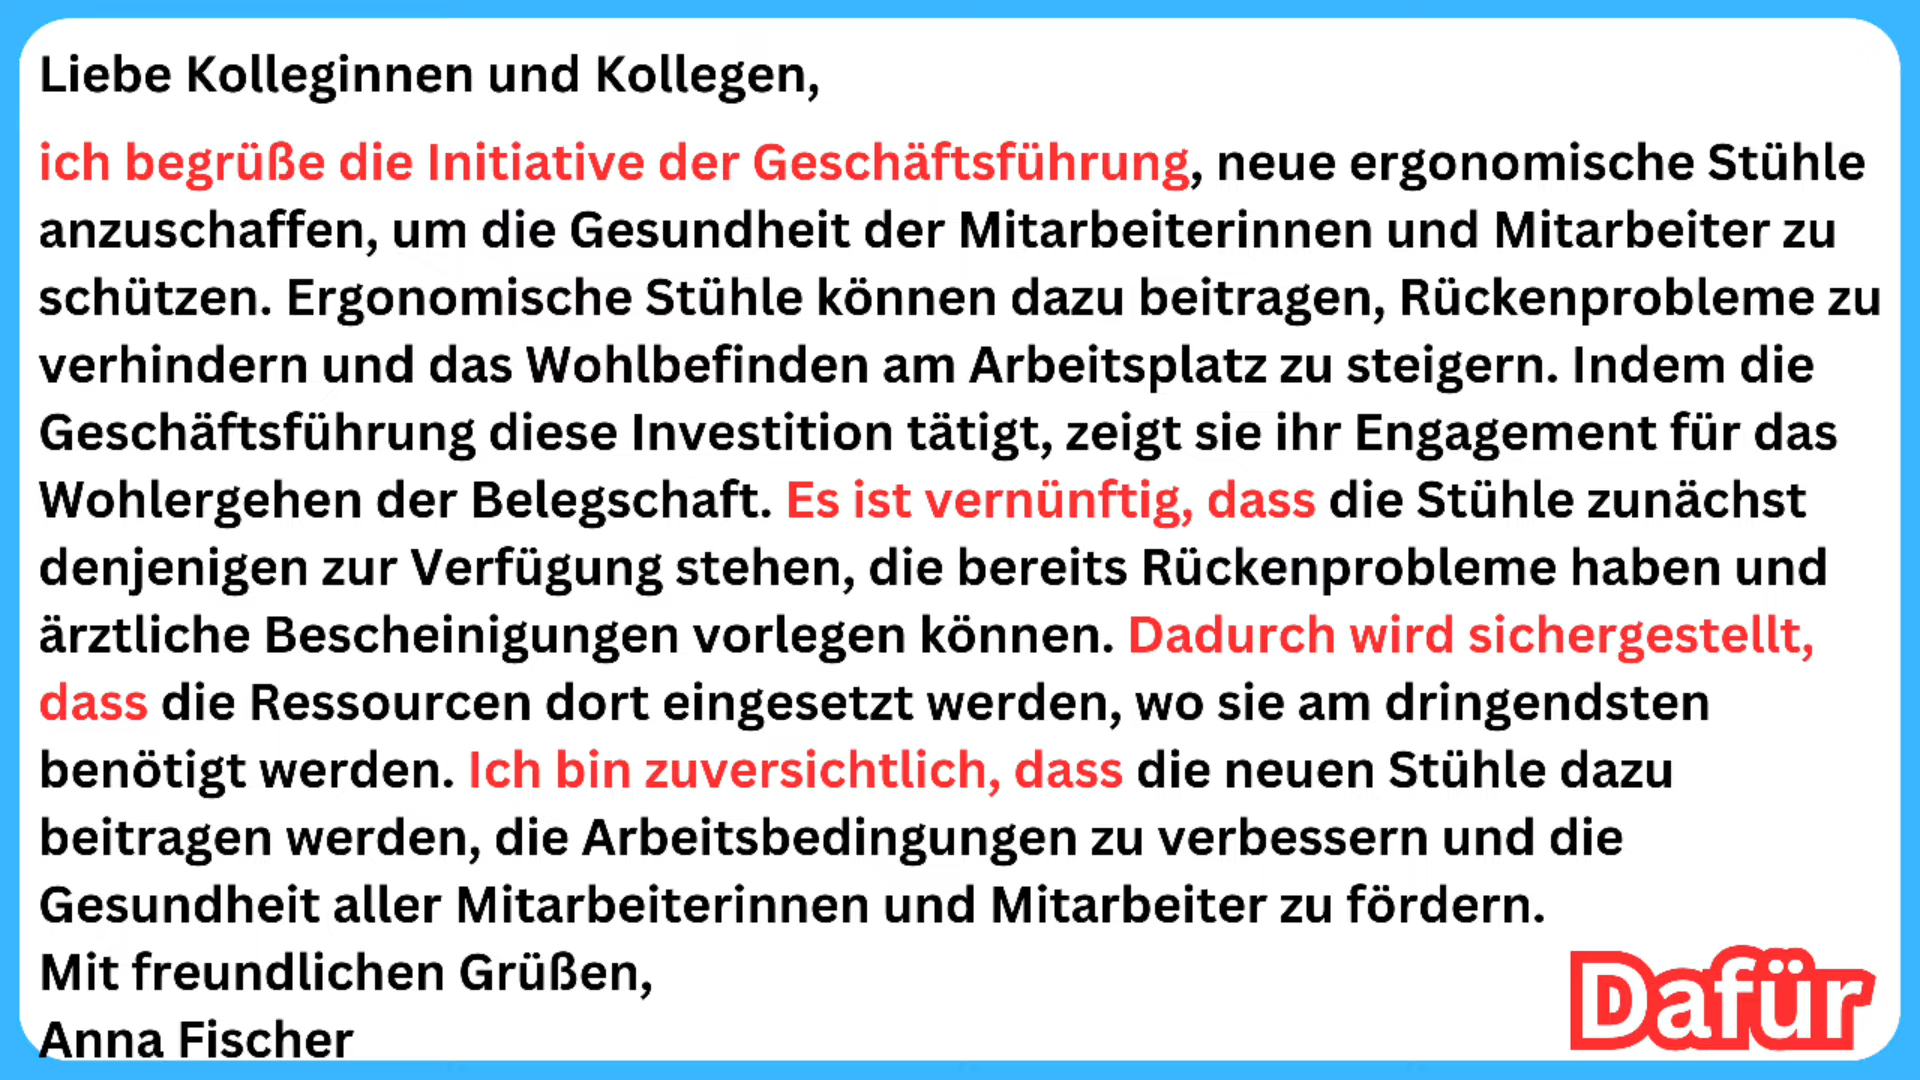 Liebe Kolleginnen und Kollegen,
ich begrüße die Initiative der Geschäftsführung, neue ergonomische Stühle
anzuschaffen, um die Gesundheit der Mitarbeiterinnen und Mitarbeiter zu
schützen. Ergonomische Stühle können dazu beitragen, Rückenprobleme zu
verhindern und das Wohlbefinden am Arbeitsplatz zu steigern. Indem die
Geschäftsführung diese Investition tätigt, zeigt sie ihr Engagement für das
Wohlergehen der Belegschaft. Es ist vernünftig, dass die Stühle zunächst
denjenigen zur Verfügung stehen, die bereits Rückenprobleme haben und
ärztliche Bescheinigungen vorlegen können. Dadurch wird sichergestellt,
dass die Ressourcen dort eingesetzt werden, wo sie am dringendsten
benötigt werden. Ich bin zuversichtlich, dass die neuen Stühle dazu
beitragen werden, die Arbeitsbedingungen zu verbessern und die
Gesundheit aller Mitarbeiterinnen und Mitarbeiter zu fördern.
Mit freundlichen Grüßen,
Anna Fischer
Dafür